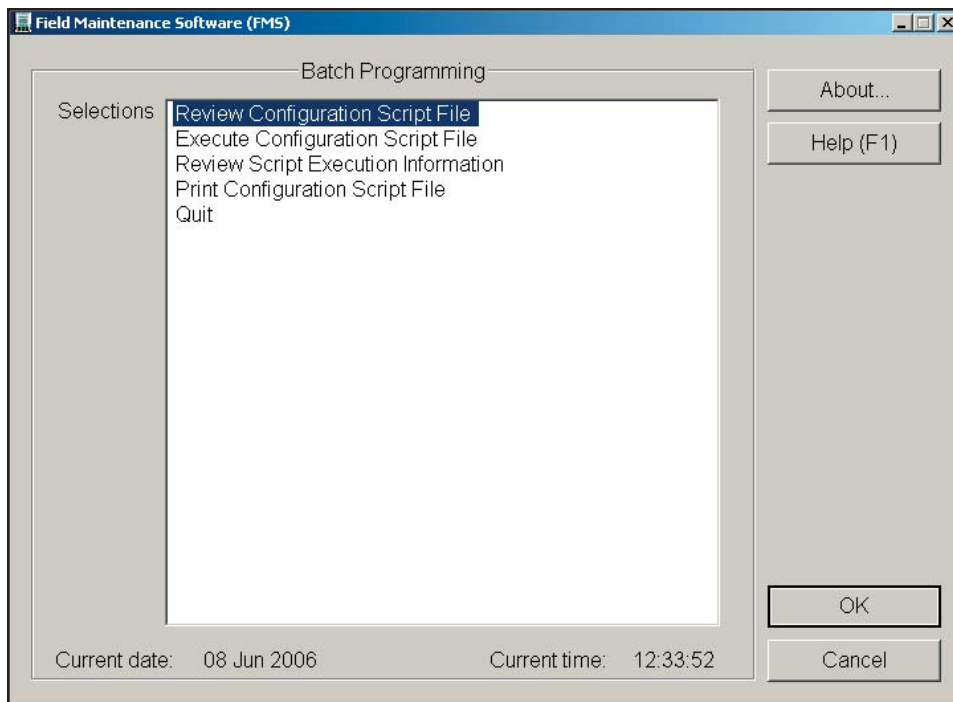 Field Maintenance Software (FMS)
Batch Programming
Selections
Review Configuration Script File
Execute Configuration Script File
Review Script Execution Information
Print Configuration Script File
Quit
About...
Help (F1)
OK
Cancel
Current date: 08 Jun 2006
Current time: 12:33:52